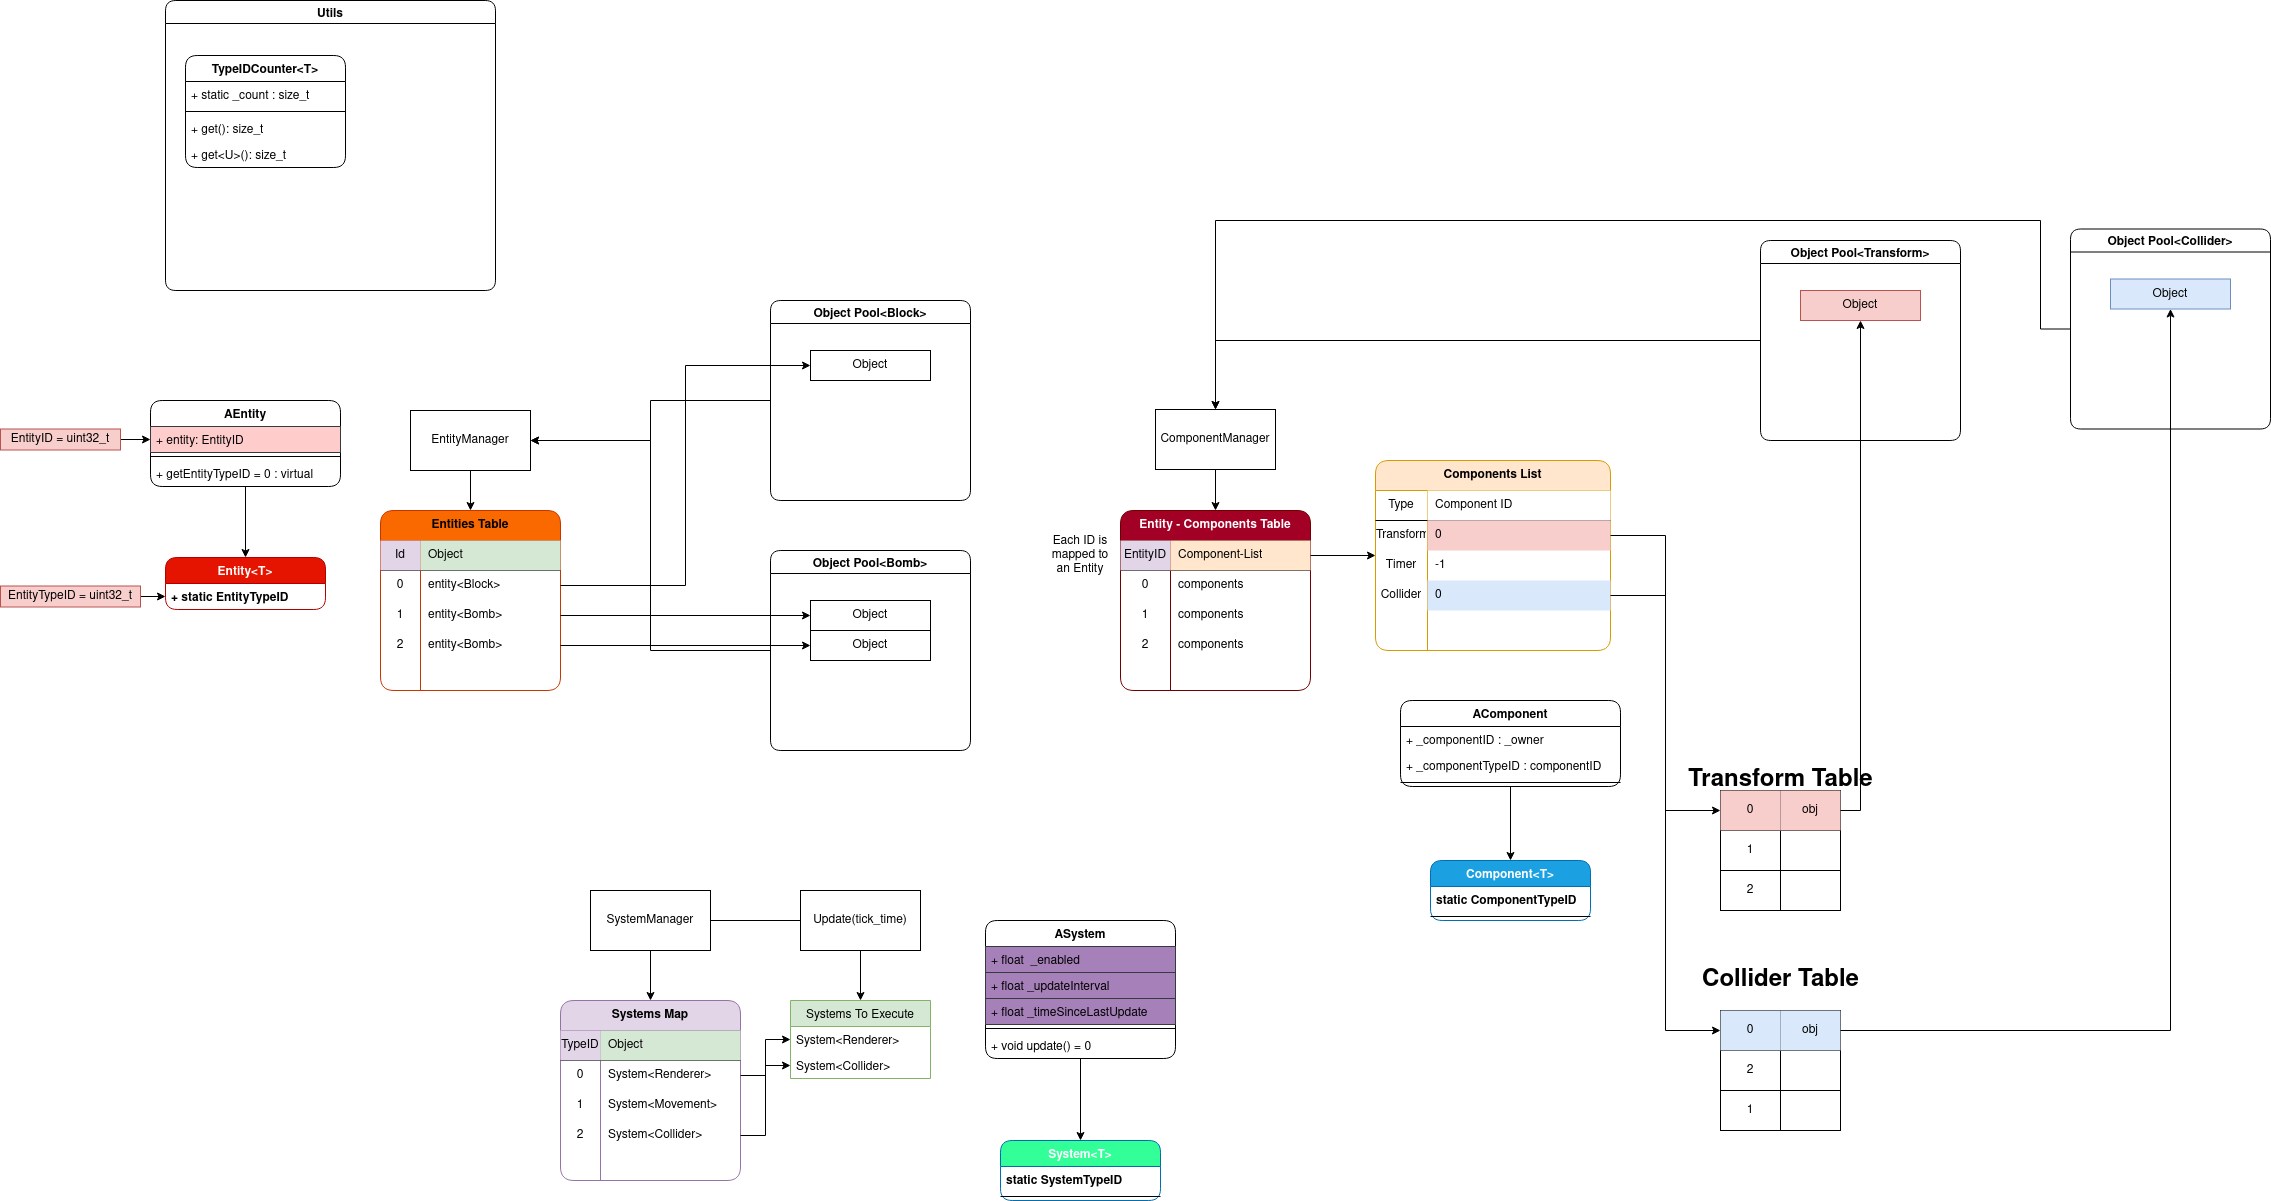 Utils
TypeIDCounter<T>
+ static _count : size_t
+ get(): size_t
+ get<U>(): size_t
EntityID = uint32_t
AEntity
+ entity: EntityID
+ getEntityTypeID = 0 : virtual
EntityTypeID = uint32_t
Entity<T>
+ static EntityTypeID
EntityManager
Entities Table
Id Object
0 entity<Block>
1 entity<Bomb>
2 entity<Bomb>
Object Pool<Block>
Object
Object Pool<Bomb>
Object
Object
ComponentManager
Each ID is
mapped to
an Entity
Entity - Components Table
EntityID Component-List
0 components
1 components
2 components
Components List
Type Component ID
Transform 0
Timer -1
Collider 0
Object Pool<Transform>
Object
Object Pool<Collider>
Object
AComponent
+ _componentID : _owner
+ _componentTypeID : componentID
Component<T>
static ComponentTypeID
Transform Table
0 obj
1
2
Collider Table
0 obj
2
1
SystemManager
Update(tick_time)
Systems Map
TypeID Object
0 System<Renderer>
1 System<Movement>
2 System<Collider>
Systems To Execute
System<Renderer>
System<Collider>
ASystem
+ float _enabled
+ float _updateInterval
+ float _timeSinceLastUpdate
+ void update() = 0
System<T>
static SystemTypeID